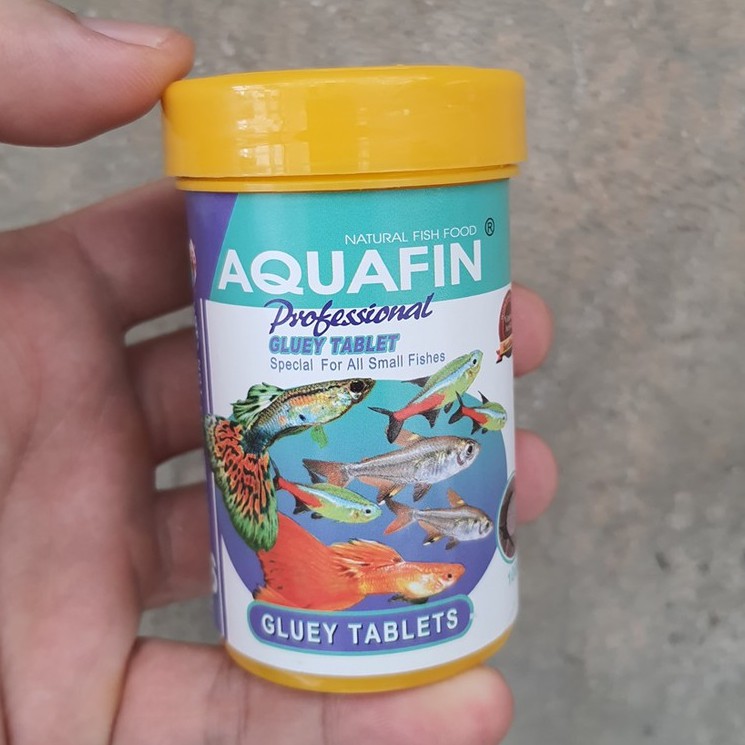 NATURAL FISH FOOD ®
AQUAFIN
Professional
GLUEY TABLET
Special For All Small Fishes
GLUEY TABLETS